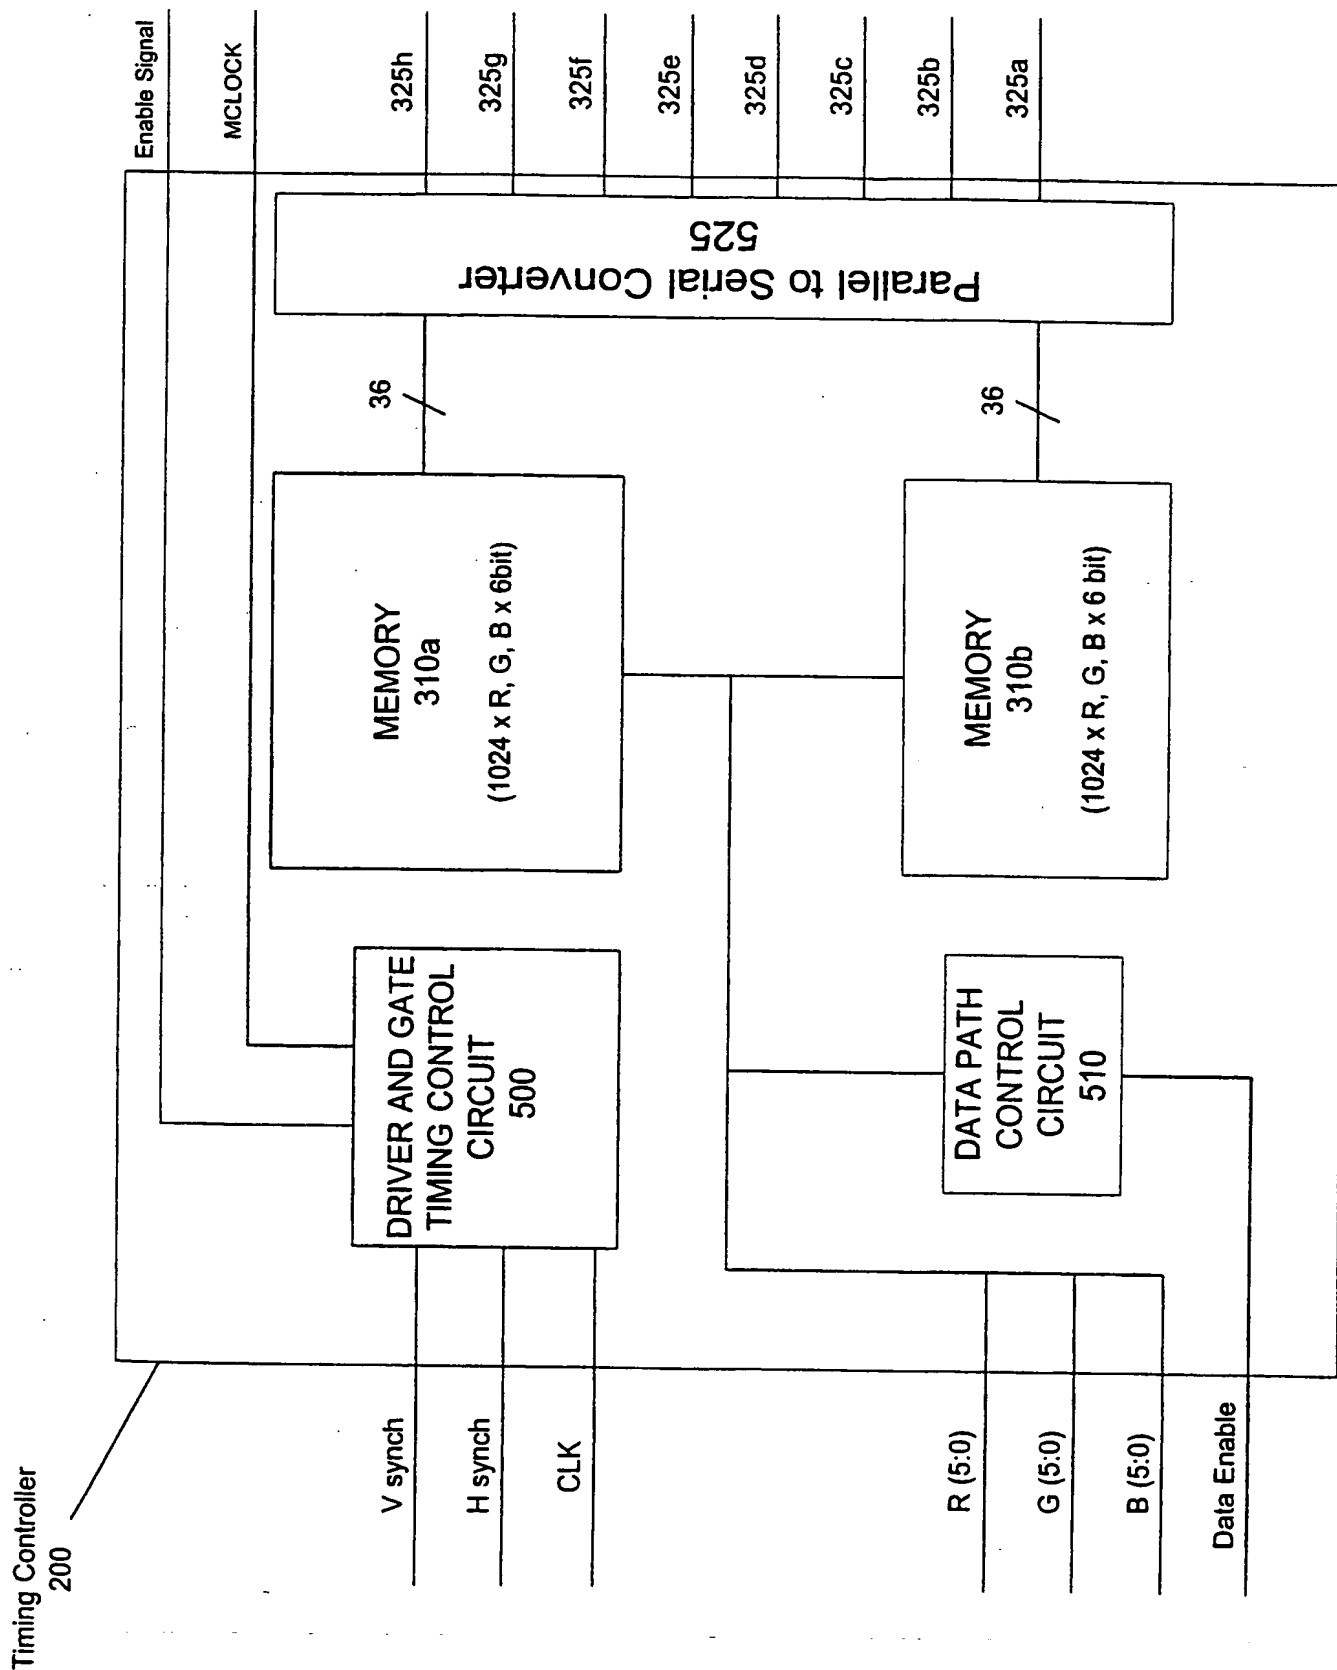 Timing Controller
200
V synch
H synch
CLK
R (5:0)
G (5:0)
B (5:0)
Data Enable
DRIVER AND GATE
TIMING CONTROL
CIRCUIT
500
DATA PATH
CONTROL
CIRCUIT
510
MEMORY
310a
(1024 x R, G, B x 6bit)
MEMORY
310b
(1024 x R, G, B x 6 bit)
36
36
Parallel to Serial Converter
525
Enable Signal
MCLOCK
325h
325g
325f
325e
325d
325c
325b
325a